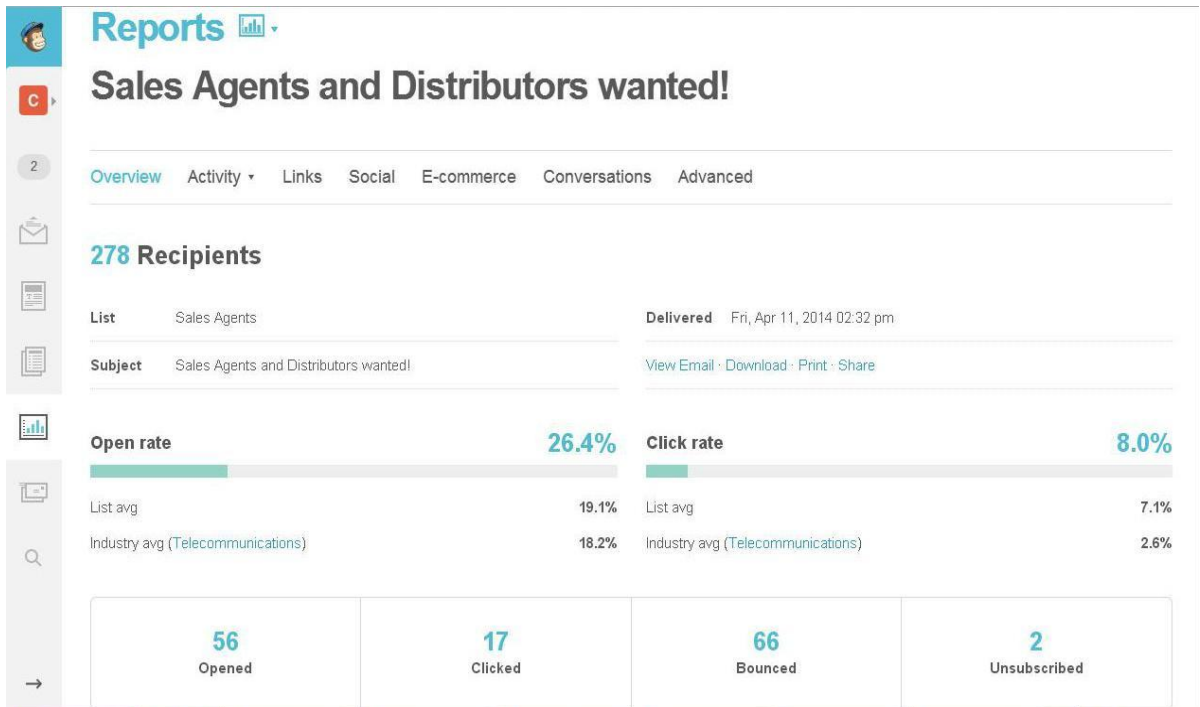 Reports
Sales Agents and Distributors wanted!
C
2
Overview Activity Links Social E-commerce Conversations Advanced
278 Recipients
List Sales Agents
Delivered Fri, Apr 11, 2014 02:32 pm
Subject Sales Agents and Distributors wanted!
View Email · Download · Print · Share
Open rate 26.4%
Click rate 8.0%
List avg 19.1%
List avg 7.1%
Industry avg (Telecommunications) 18.2%
Industry avg (Telecommunications) 2.6%
56 17 66 2
Opened Clicked Bounced Unsubscribed